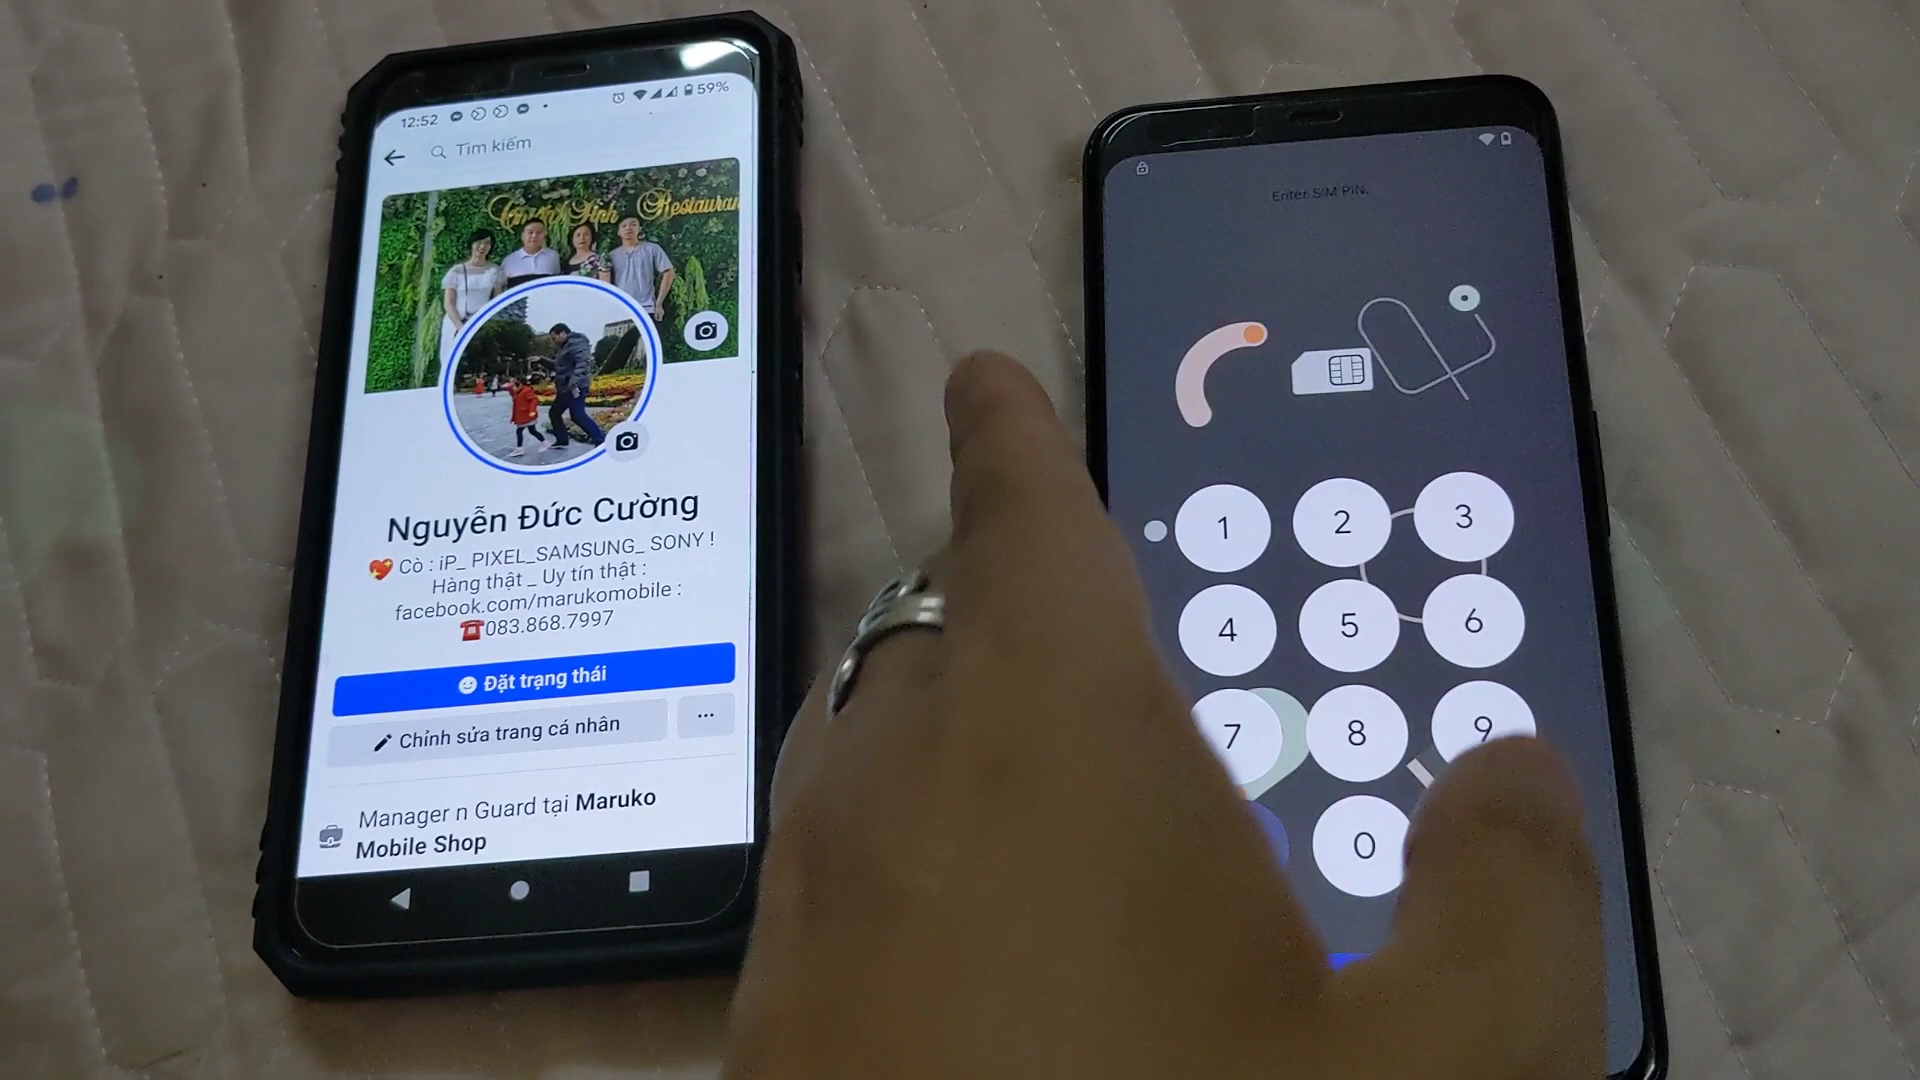 12:52
59%
Tìm kiếm
Restaurant
Nguyễn Đức Cường
💖 Cò : iP_ PIXEL_SAMSUNG_ SONY !
Hàng thật _ Uy tín thật :
facebook.com/marukomobile :
☎️083.868.7997
Đặt trạng thái
Chỉnh sửa trang cá nhân
...
Manager n Guard tại Maruko
Mobile Shop
Enter SIM PIN.
1 2 3
4 5 6
7 8 9
0